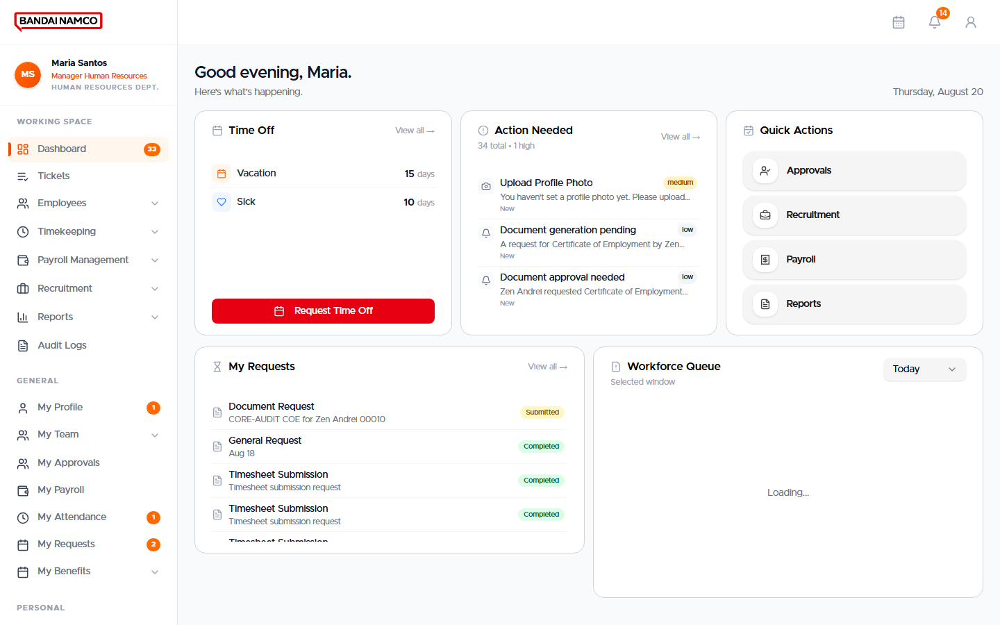 BANDAI NAMCO
14
MS
Maria Santos
Manager Human Resources
HUMAN RESOURCES DEPT.
WORKING SPACE
Dashboard
33
Tickets
Employees
Timekeeping
Payroll Management
Recruitment
Reports
Audit Logs
GENERAL
My Profile
1
My Team
My Approvals
My Payroll
My Attendance
1
My Requests
2
My Benefits
PERSONAL
Good evening, Maria.
Here's what's happening.
Thursday, August 20
Time Off
View all →
Vacation
15 days
Sick
10 days
Request Time Off
Action Needed
34 total • 1 high
View all →
Upload Profile Photo
medium
You haven't set a profile photo yet. Please upload...
New
Document generation pending
low
A request for Certificate of Employment by Zen...
New
Document approval needed
low
Zen Andrei requested Certificate of Employment...
New
Quick Actions
Approvals
Recruitment
Payroll
Reports
My Requests
View all →
Document Request
CORE-AUDIT COE for Zen Andrei 00010
Submitted
General Request
Aug 18
Completed
Timesheet Submission
Timesheet submission request
Completed
Timesheet Submission
Timesheet submission request
Completed
Timesheet Submission
Workforce Queue
Selected window
Today
Loading...